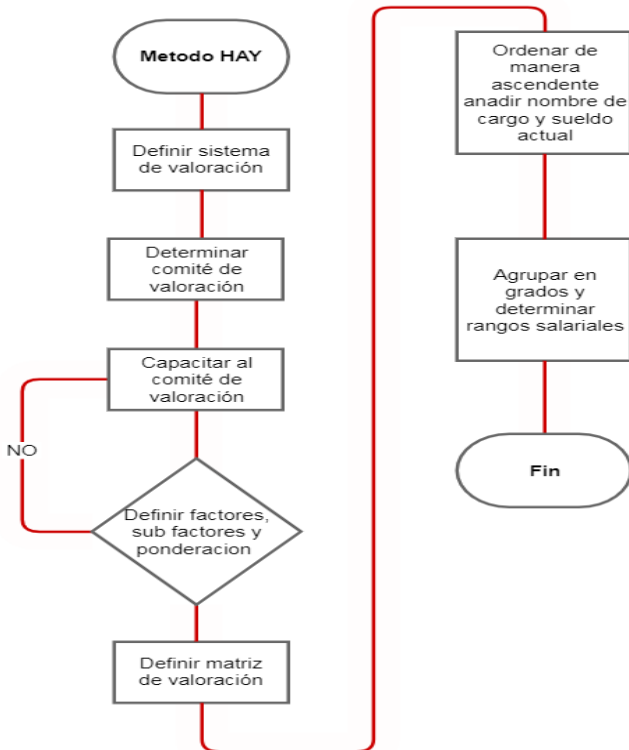 Metodo HAY
Definir sistema
de valoración
Determinar
comité de
valoración
Capacitar al
comité de
valoración
NO
Definir factores,
sub factores y
ponderacion
Definir matriz
de valoración
Ordenar de
manera
ascendente
anadir nombre de
cargo y sueldo
actual
Agrupar en
grados y
determinar
rangos salariales
Fin